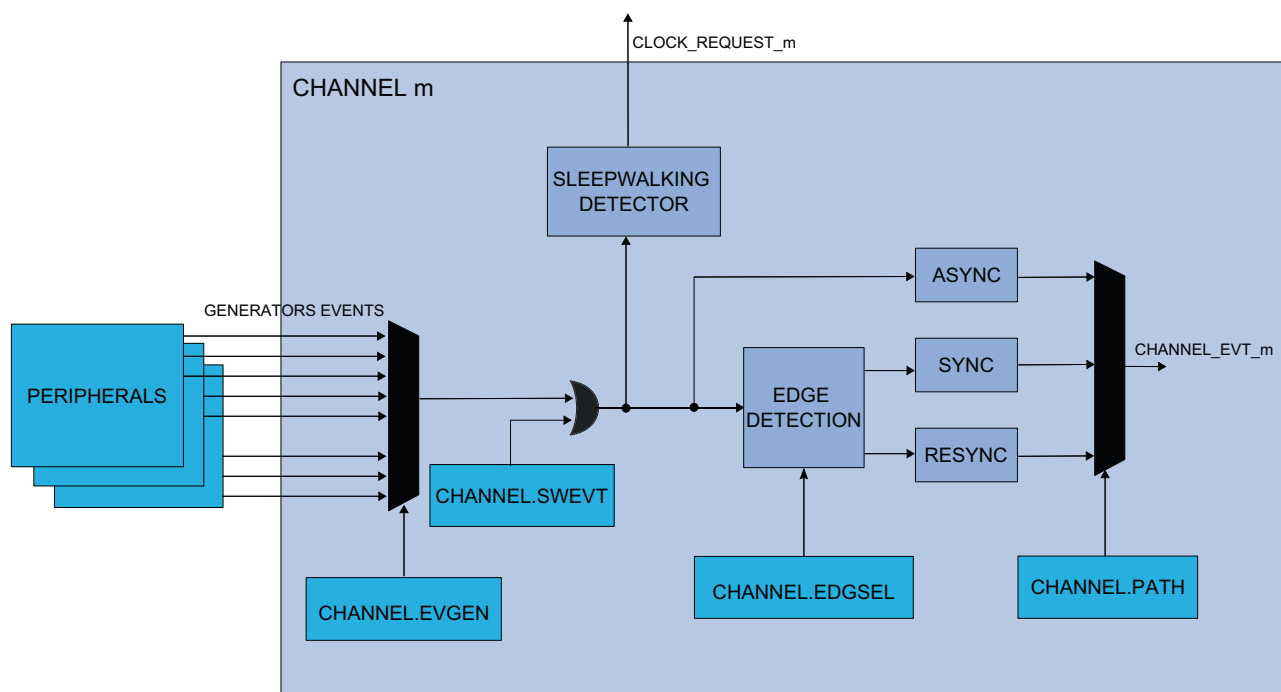 CLOCK_REQUEST_m
CHANNEL m
SLEEPWALKING
DETECTOR
ASYNC
GENERATORS EVENTS
CHANNEL_EVT_m
SYNC
PERIPHERALS
EDGE
DETECTION
RESYNC
CHANNEL.SWEVT
CHANNEL.EDGSEL
CHANNEL.PATH
CHANNEL.EVGEN